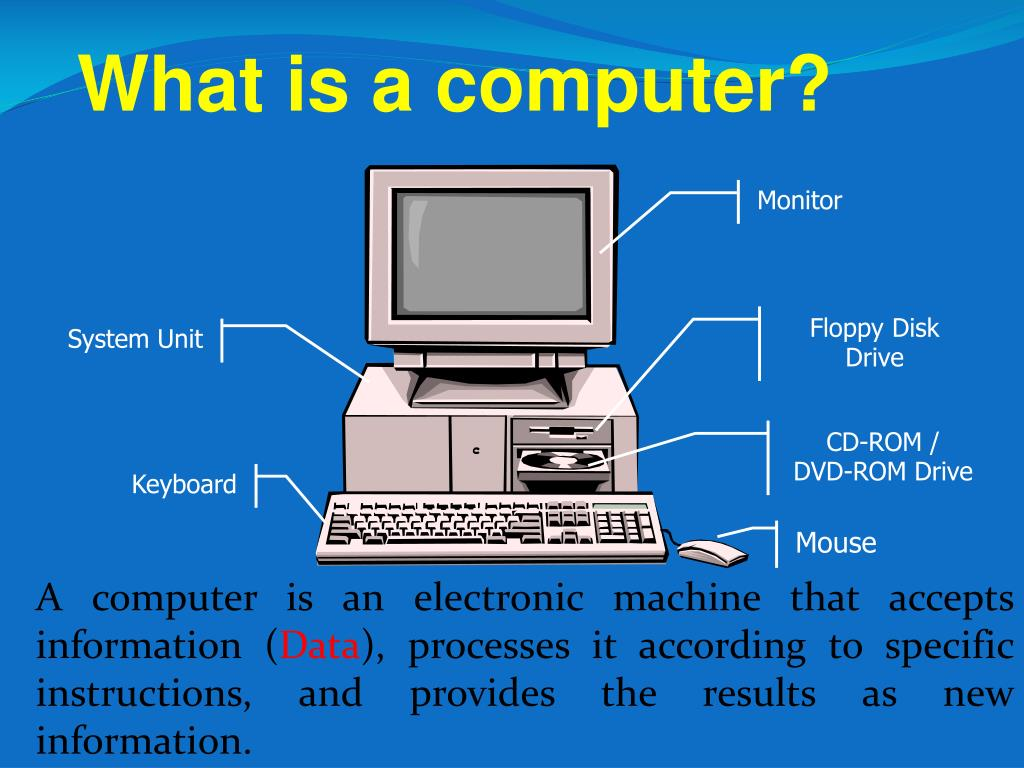 What is a computer?
Monitor
System Unit
Floppy Disk
Drive
CD-ROM /
DVD-ROM Drive
Keyboard
Mouse
A computer is an electronic machine that accepts
information (Data), processes it according to specific
instructions, and provides the results as new
information.